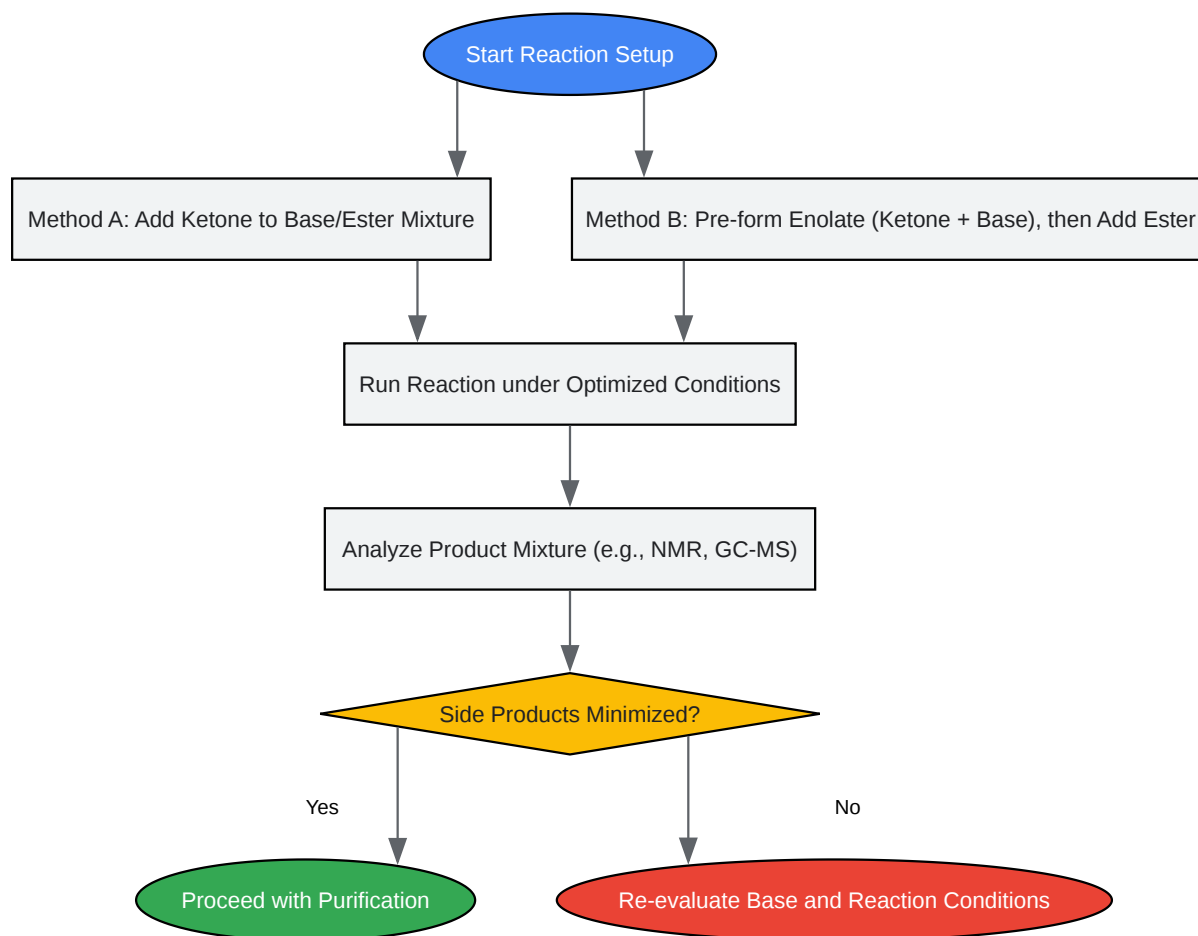 Start Reaction Setup
Method A: Add Ketone to Base/Ester Mixture
Method B: Pre-form Enolate (Ketone + Base), then Add Ester
Run Reaction under Optimized Conditions
Analyze Product Mixture (e.g., NMR, GC-MS)
Side Products Minimized?
Yes
No
Proceed with Purification
Re-evaluate Base and Reaction Conditions